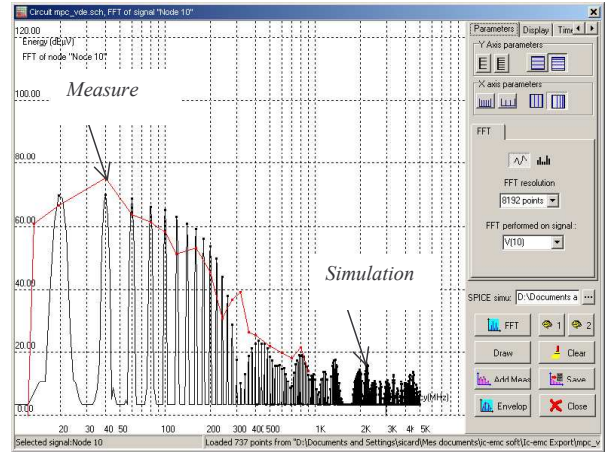 Circuit mpc_vde.sch, FFT of signal "Node 10"
120.00
Energy (dBµV)
FFT of node "Node 10"
Measure
100.00
80.00
60.00
40.00
20.00
0.00
Simulation
cy(MHz)
20 30 40 50 100 200 300 400 500 1K 2K 3K 4K 5K
Parameters Display Time
Y Axis parameters
X axis parameters
FFT
FFT resolution
8192 points
FFT performed on signal :
V(10)
SPICE simu: D:\Documents a ...
FFT 1 2
Draw Clear
Add Meas Save
Envelop Close
Selected signal:Node 10 Loaded 737 points from "D:\Documents and Settings\sicard\Mes documents\ic-emc soft\Ic-emc Export\mpc_v